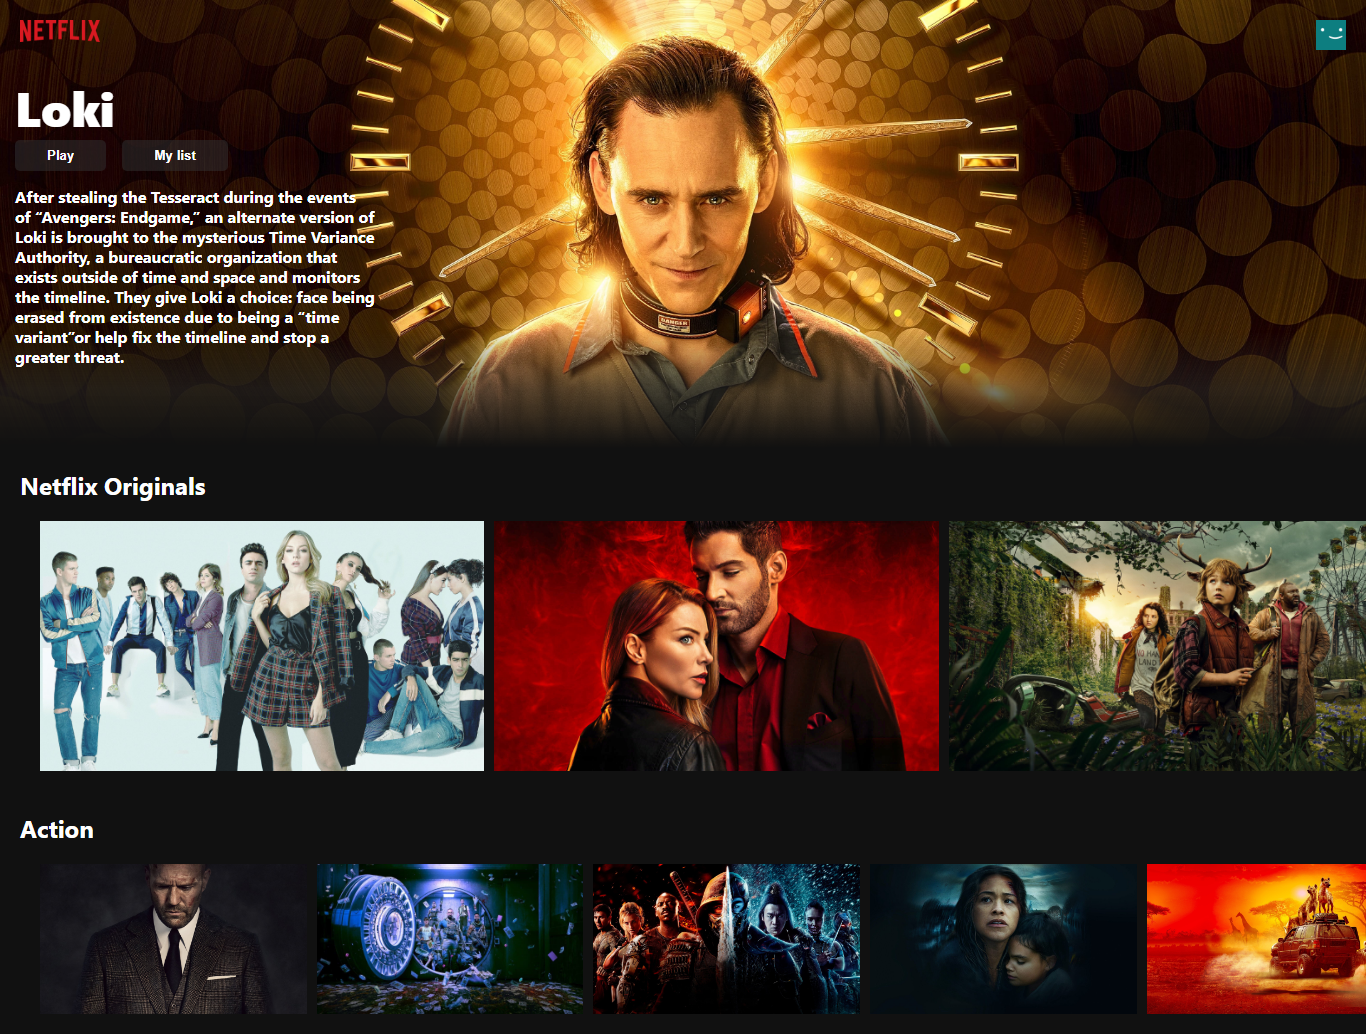 NETFLIX
Loki
Play
My list
After stealing the Tesseract during the events
of “Avengers: Endgame,” an alternate version of
Loki is brought to the mysterious Time Variance
Authority, a bureaucratic organization that
exists outside of time and space and monitors
the timeline. They give Loki a choice: face being
erased from existence due to being a “time
variant”or help fix the timeline and stop a
greater threat.
DANGER
Netflix Originals
NO MANS
LAND
Action